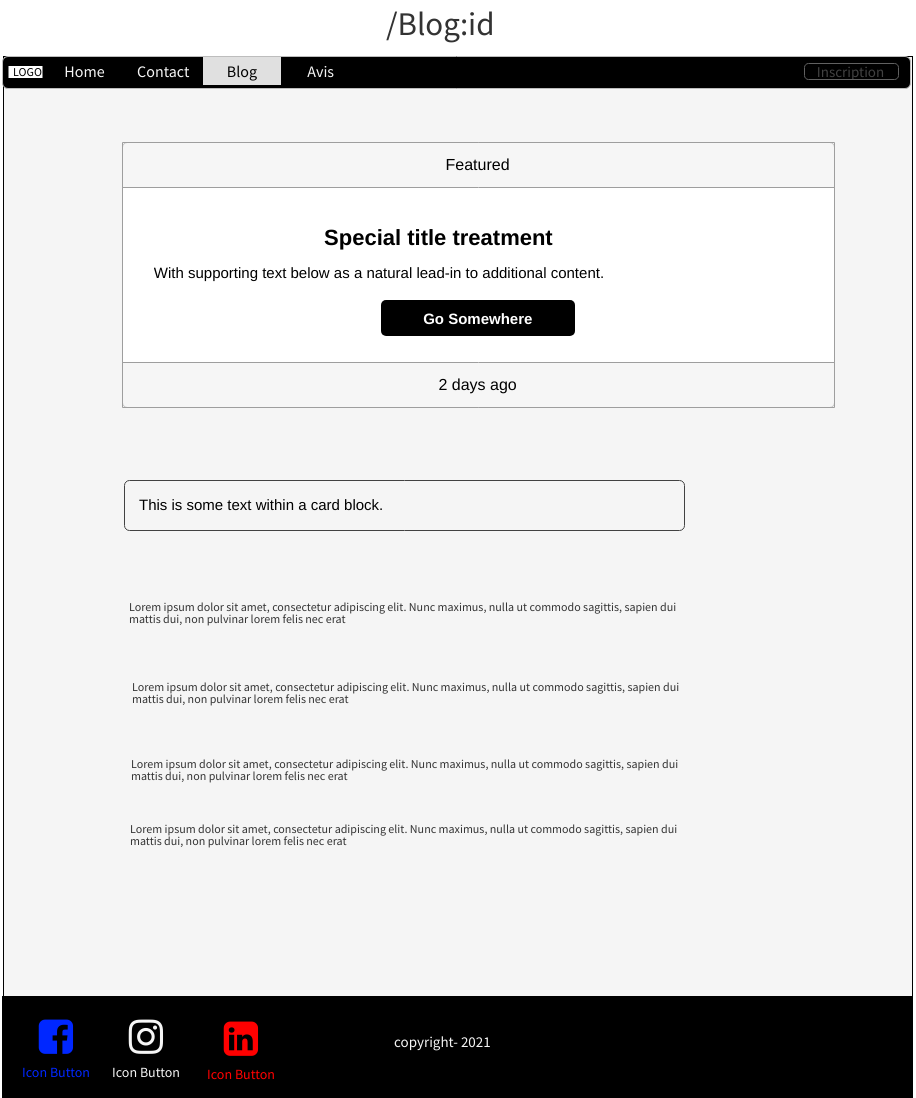 /Blog:id
LOGO Home Contact Blog Avis Inscription
Featured
Special title treatment
With supporting text below as a natural lead-in to additional content.
Go Somewhere
2 days ago
This is some text within a card block.
Lorem ipsum dolor sit amet, consectetur adipiscing elit. Nunc maximus, nulla ut commodo sagittis, sapien dui
mattis dui, non pulvinar lorem felis nec erat
Lorem ipsum dolor sit amet, consectetur adipiscing elit. Nunc maximus, nulla ut commodo sagittis, sapien dui
mattis dui, non pulvinar lorem felis nec erat
Lorem ipsum dolor sit amet, consectetur adipiscing elit. Nunc maximus, nulla ut commodo sagittis, sapien dui
mattis dui, non pulvinar lorem felis nec erat
Lorem ipsum dolor sit amet, consectetur adipiscing elit. Nunc maximus, nulla ut commodo sagittis, sapien dui
mattis dui, non pulvinar lorem felis nec erat
copyright- 2021
Icon Button Icon Button Icon Button